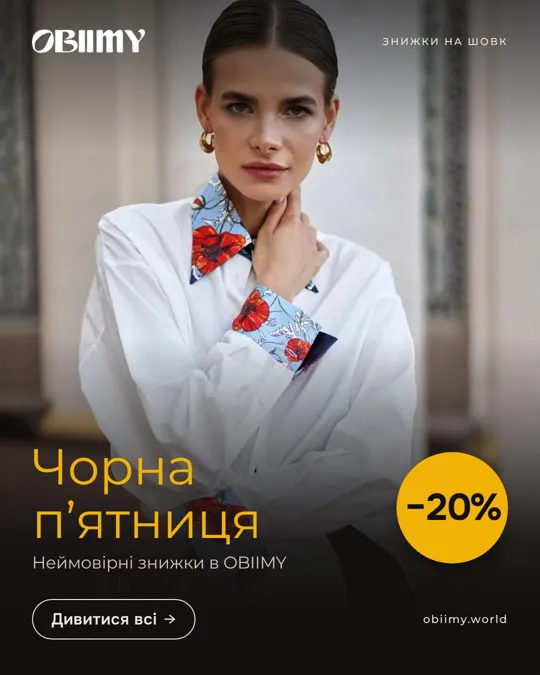 OBIIMY
ЗНИЖКИ НА ШОВК
Чорна
п’ятниця
−20%
Неймовірні знижки в OBIIMY
Дивитися всі →
obiimy.world